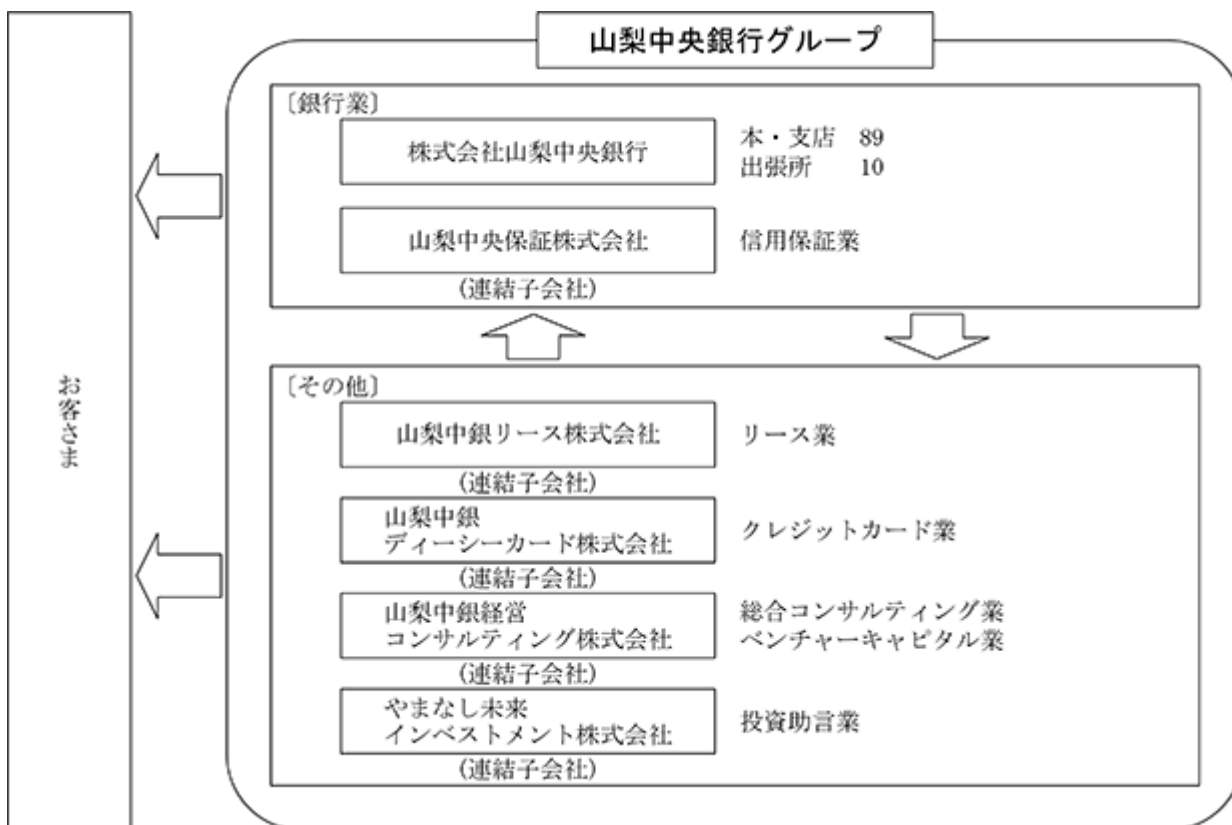 山梨中央銀行グループ
〔銀行業〕
株式会社山梨中央銀行
本・支店 89
出張所 10
山梨中央保証株式会社
信用保証業
(連結子会社)
お客さま
〔その他〕
山梨中銀リース株式会社
リース業
(連結子会社)
山梨中銀
ディーシーカード株式会社
クレジットカード業
(連結子会社)
山梨中銀経営
コンサルティング株式会社
総合コンサルティング業
ベンチャーキャピタル業
(連結子会社)
やまなし未来
インベストメント株式会社
投資助言業
(連結子会社)